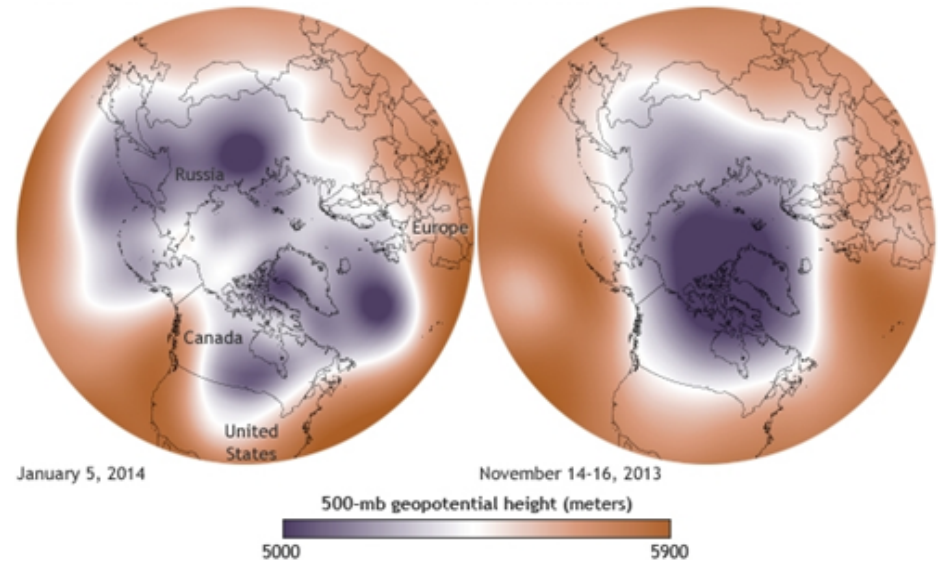 Russia
Europe
Canada
United
States
January 5, 2014
November 14-16, 2013
500-mb geopotential height (meters)
5000
5900